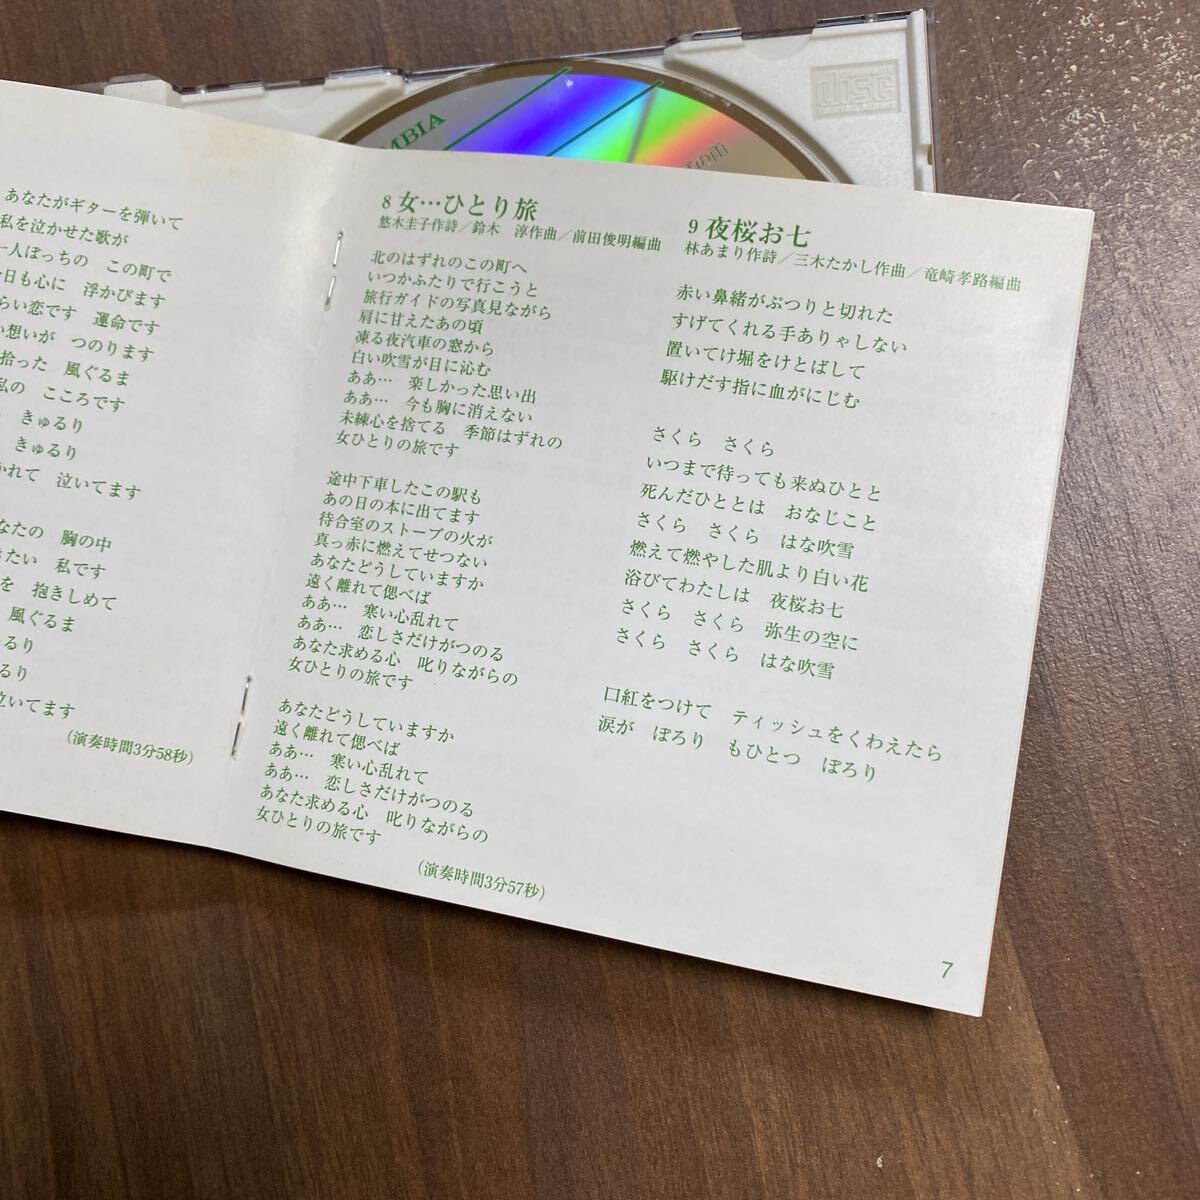 MBIA
の雨
disc
DIGITAL AUDIO
あなたがギターを弾いて
私を泣かせた歌が
一人ぼっちの　この町で
日も心に　浮かびます
らい恋です　運命です
想いが　つのります
拾った　風ぐるま
私の　こころです
きゅるり
きゅるり
かれて　泣いてます
なたの　胸の中
きたい　私です
を　抱きしめて
風ぐるま
るり
るり
泣いてます
(演奏時間3分58秒)
8 女…ひとり旅
悠木圭子作詩／鈴木　淳作曲／前田俊明編曲
北のはずれのこの町へ
いつかふたりで行こうと
旅行ガイドの写真見ながら
肩に甘えたあの頃
凍る夜汽車の窓から
白い吹雪が目に沁む
ああ…　楽しかった思い出
ああ…　今も胸に消えない
未練心を捨てる　季節はずれの
女ひとりの旅です
途中下車したこの駅も
あの日の本に出てます
待合室のストーブの火が
真っ赤に燃えてせつない
あなたどうしていますか
遠く離れて偲べば
ああ…　寒い心乱れて
ああ…　恋しさだけがつのる
あなた求める心　叱りながらの
女ひとりの旅です
あなたどうしていますか
遠く離れて偲べば
ああ…　寒い心乱れて
ああ…　恋しさだけがつのる
あなた求める心　叱りながらの
女ひとりの旅です
(演奏時間3分57秒)
9 夜桜お七
林あまり作詩／三木たかし作曲／竜崎孝路編曲
赤い鼻緒がぷつりと切れた
すげてくれる手ありゃしない
置いてけ堀をけとばして
駆けだす指に血がにじむ
さくら　さくら
いつまで待っても来ぬひとと
死んだひととは　おなじこと
さくら　さくら　はな吹雪
燃えて燃やした肌より白い花
浴びてわたしは　夜桜お七
さくら　さくら　弥生の空に
さくら　さくら　はな吹雪
口紅をつけて　ティッシュをくわえたら
涙が　ぽろり　もひとつ　ぽろり
7